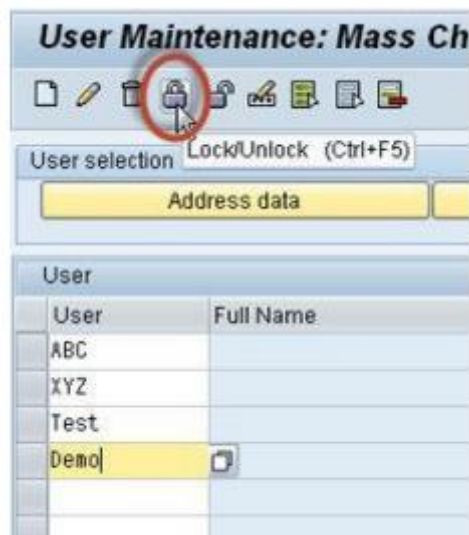 User Maintenance: Mass Ch
Lock/Unlock (Ctrl+F5)
User selection
Address data
User
User Full Name
ABC
XYZ
Test
Demo